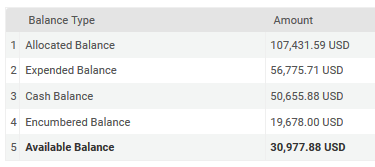 Balance Type Amount
1 Allocated Balance 107,431.59 USD
2 Expended Balance 56,775.71 USD
3 Cash Balance 50,655.88 USD
4 Encumbered Balance 19,678.00 USD
5 Available Balance 30,977.88 USD